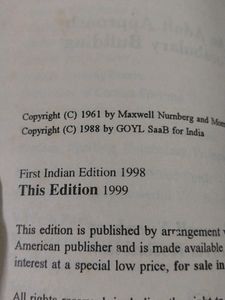 Copyright (C) 1961 by Maxwell Nurnberg and
Copyright (C) 1988 by GOYL SaaB for India
First Indian Edition 1998
This Edition 1999
This edition is published by arrangement
American publisher and is made available
interest at a special low price, for sale in
All rights